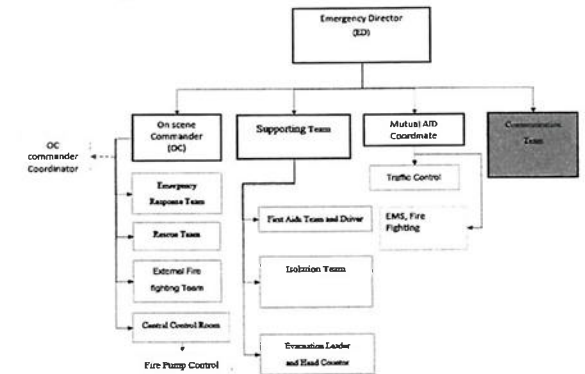 Emergency Director
(ED)
On scene
Commander
(OC)
Supporting Team
Mutual AID
Coordinate
Communication
Team
OC
commander
Coordinator
Traffic Control
Emergency
Response Team
First Aids Team and Driver
EMS, Fire
Fighting
Rescue Team
External Fire
fighting Team
Isolation Team
Central Control Room
Fire Pump Control
Evacuation Leader
and Head Counter